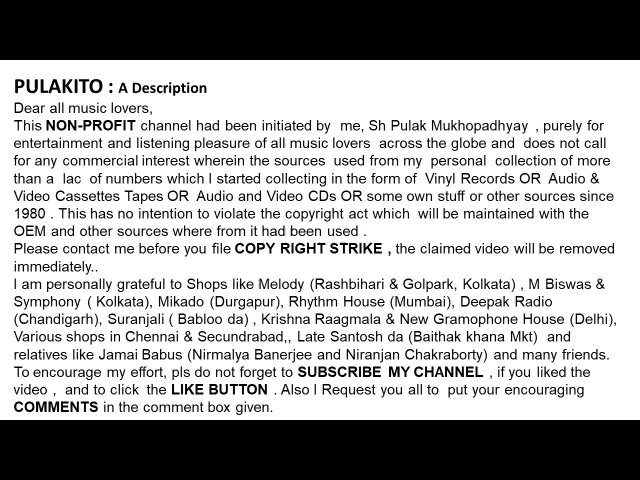 PULAKITO : A Description
Dear all music lovers,
This NON-PROFIT channel had been initiated by me, Sh Pulak Mukhopadhyay , purely for
entertainment and listening pleasure of all music lovers across the globe and does not call
for any commercial interest wherein the sources used from my personal collection of more
than a lac of numbers which I started collecting in the form of Vinyl Records OR Audio &
Video Cassettes Tapes OR Audio and Video CDs OR some own stuff or other sources since
1980 . This has no intention to violate the copyright act which will be maintained with the
OEM and other sources where from it had been used .
Please contact me before you file COPY RIGHT STRIKE , the claimed video will be removed
immediately..
I am personally grateful to Shops like Melody (Rashbihari & Golpark, Kolkata) , M Biswas &
Symphony ( Kolkata), Mikado (Durgapur), Rhythm House (Mumbai), Deepak Radio
(Chandigarh), Suranjali ( Babloo da) , Krishna Raagmala & New Gramophone House (Delhi),
Various shops in Chennai & Secundrabad,, Late Santosh da (Baithak khana Mkt) and
relatives like Jamai Babus (Nirmalya Banerjee and Niranjan Chakraborty) and many friends.
To encourage my effort, pls do not forget to SUBSCRIBE MY CHANNEL , if you liked the
video , and to click the LIKE BUTTON . Also I Request you all to put your encouraging
COMMENTS in the comment box given.